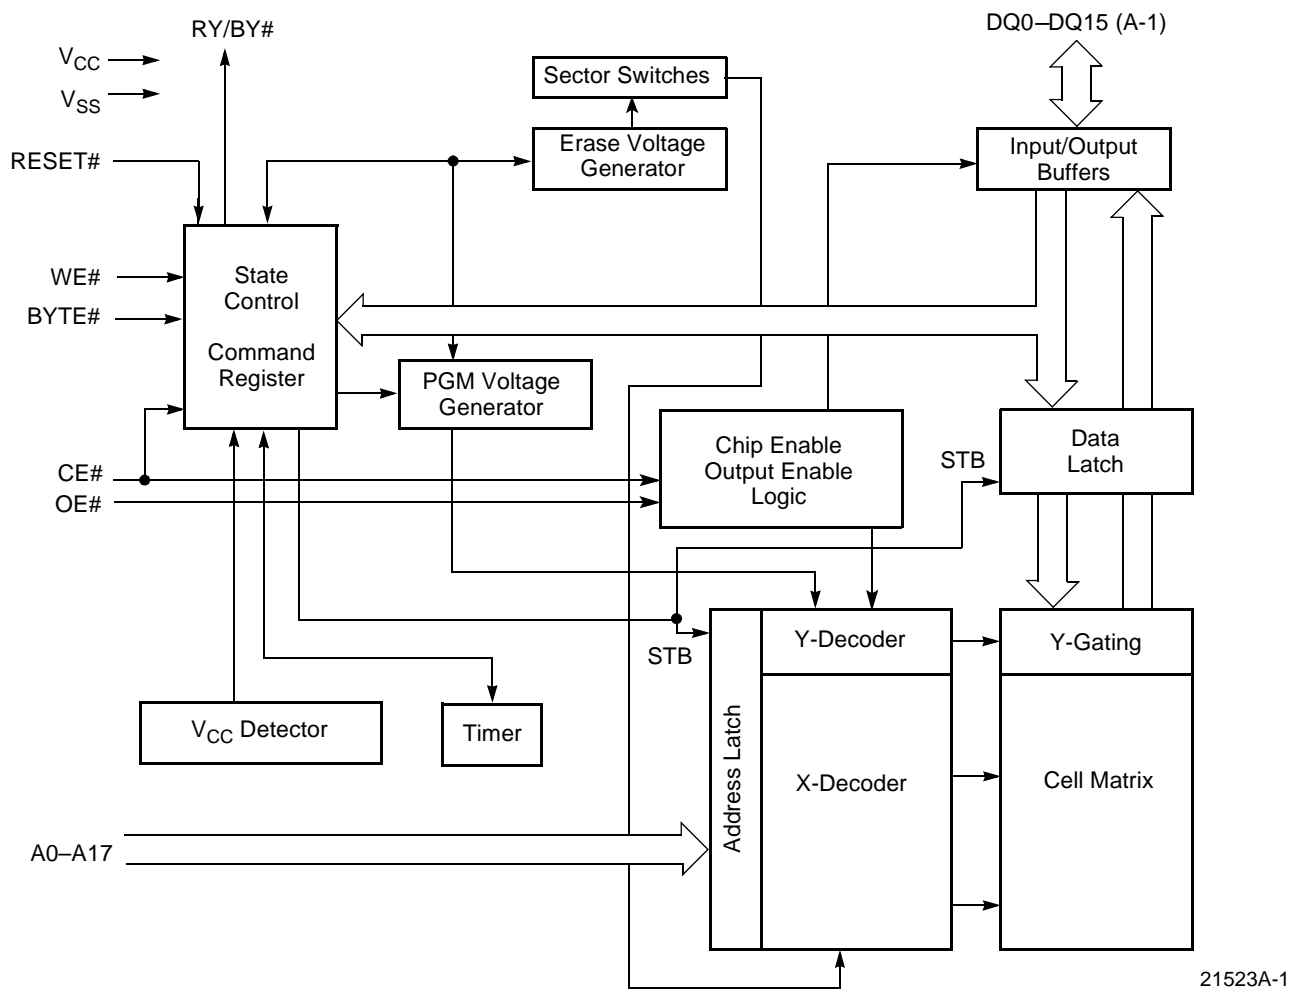 RY/BY#
DQ0–DQ15 (A-1)
VCC
VSS
Sector Switches
RESET#
Erase Voltage
Generator
Input/Output
Buffers
WE#
BYTE#
State
Control
Command
Register
PGM Voltage
Generator
CE#
OE#
Chip Enable
Output Enable
Logic
STB
Data
Latch
STB
Y-Decoder
Y-Gating
VCC Detector
Timer
Address Latch
X-Decoder
Cell Matrix
A0–A17
21523A-1